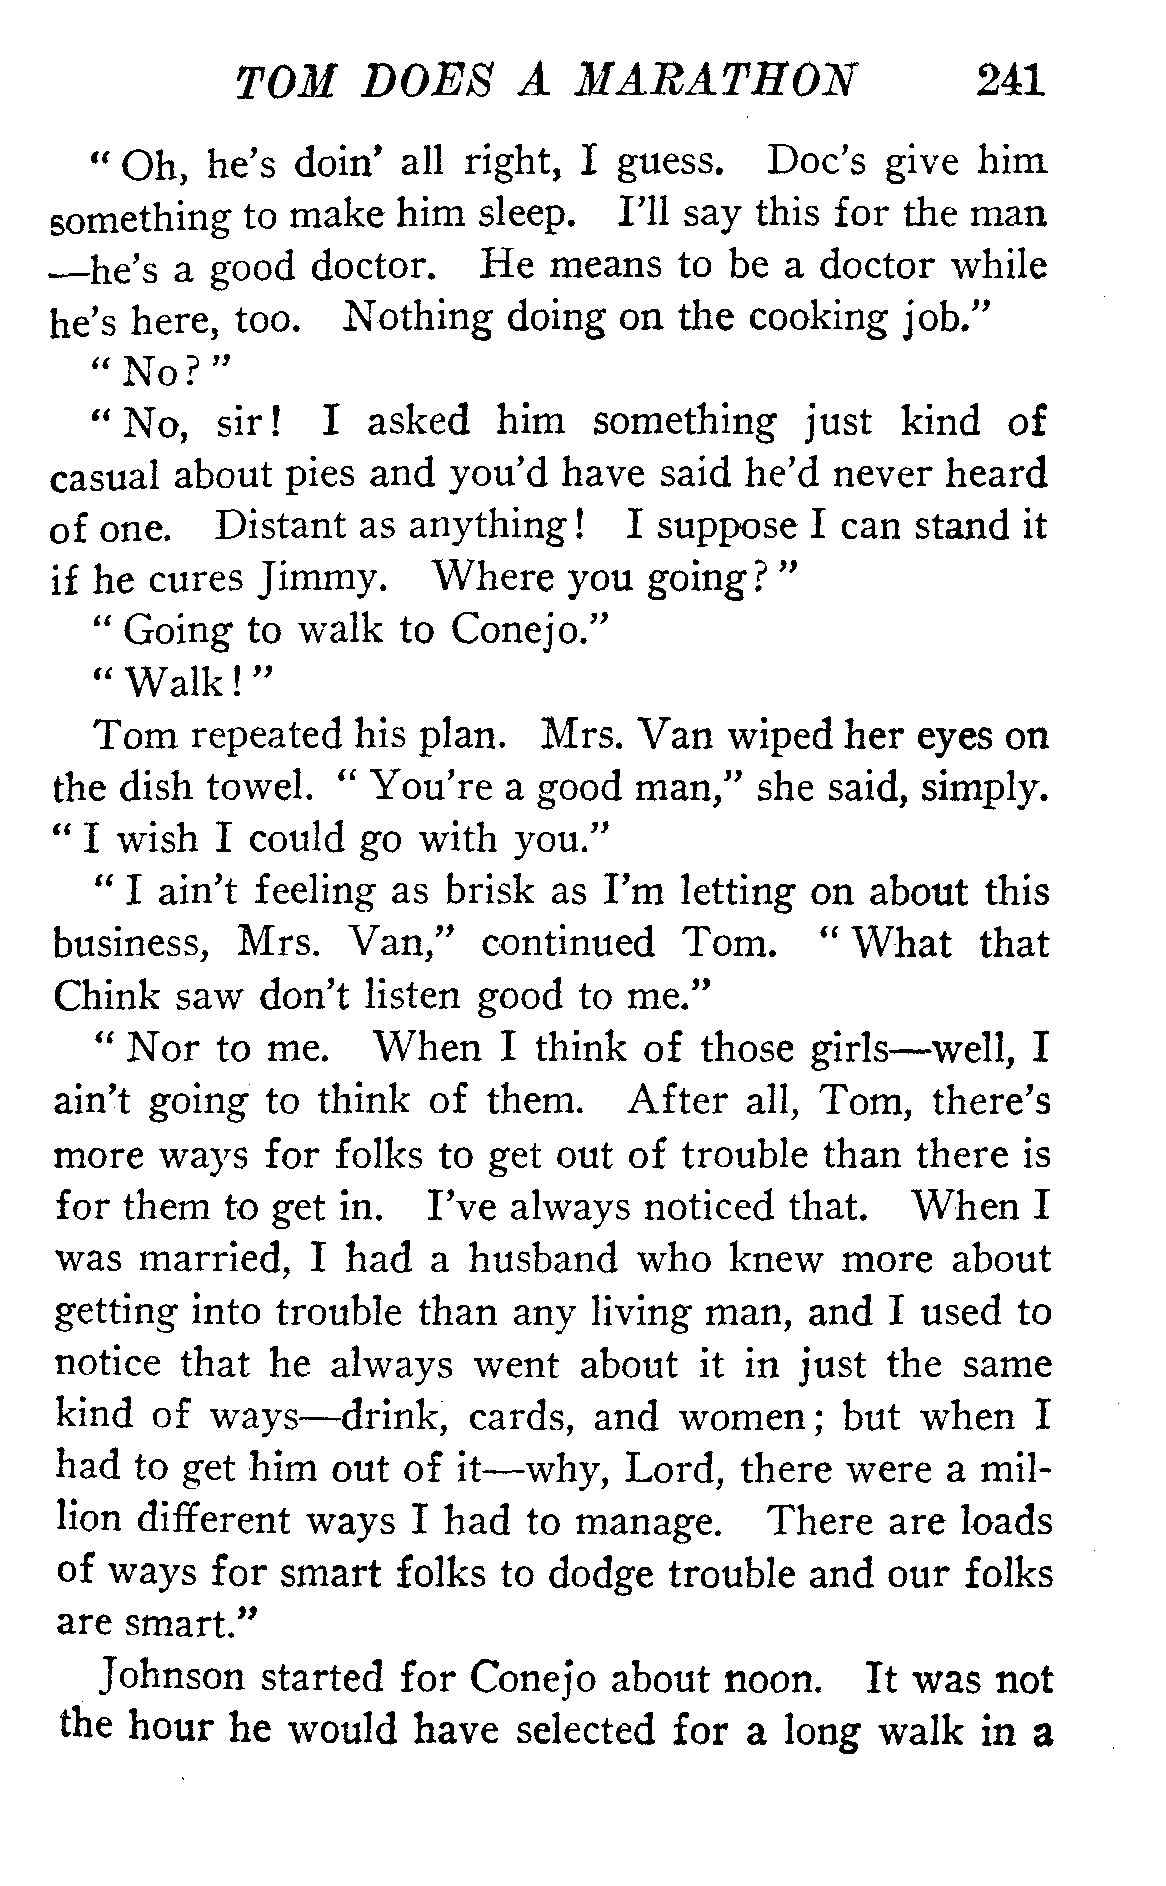 TOM DOES A MARATHON 241
" Oh, he's doin' all right, I guess. Doc's give him
something to make him sleep. I'll say this for the man
—he's a good doctor. He means to be a doctor while
he's here, too. Nothing doing on the cooking job."
" No? "
" No, sir! I asked him something just kind of
casual about pies and you'd have said he'd never heard
of one. Distant as anything! I suppose I can stand it
if he cures Jimmy. Where you going? "
" Going to walk to Conejo."
" Walk! "
Tom repeated his plan. Mrs. Van wiped her eyes on
the dish towel. " You're a good man," she said, simply.
" I wish I could go with you."
" I ain't feeling as brisk as I'm letting on about this
business, Mrs. Van," continued Tom. " What that
Chink saw don't listen good to me."
" Nor to me. When I think of those girls—well, I
ain't going to think of them. After all, Tom, there's
more ways for folks to get out of trouble than there is
for them to get in. I've always noticed that. When I
was married, I had a husband who knew more about
getting into trouble than any living man, and I used to
notice that he always went about it in just the same
kind of ways—drink, cards, and women; but when I
had to get him out of it—why, Lord, there were a mil-
lion different ways I had to manage. There are loads
of ways for smart folks to dodge trouble and our folks
are smart."
Johnson started for Conejo about noon. It was not
the hour he would have selected for a long walk in a